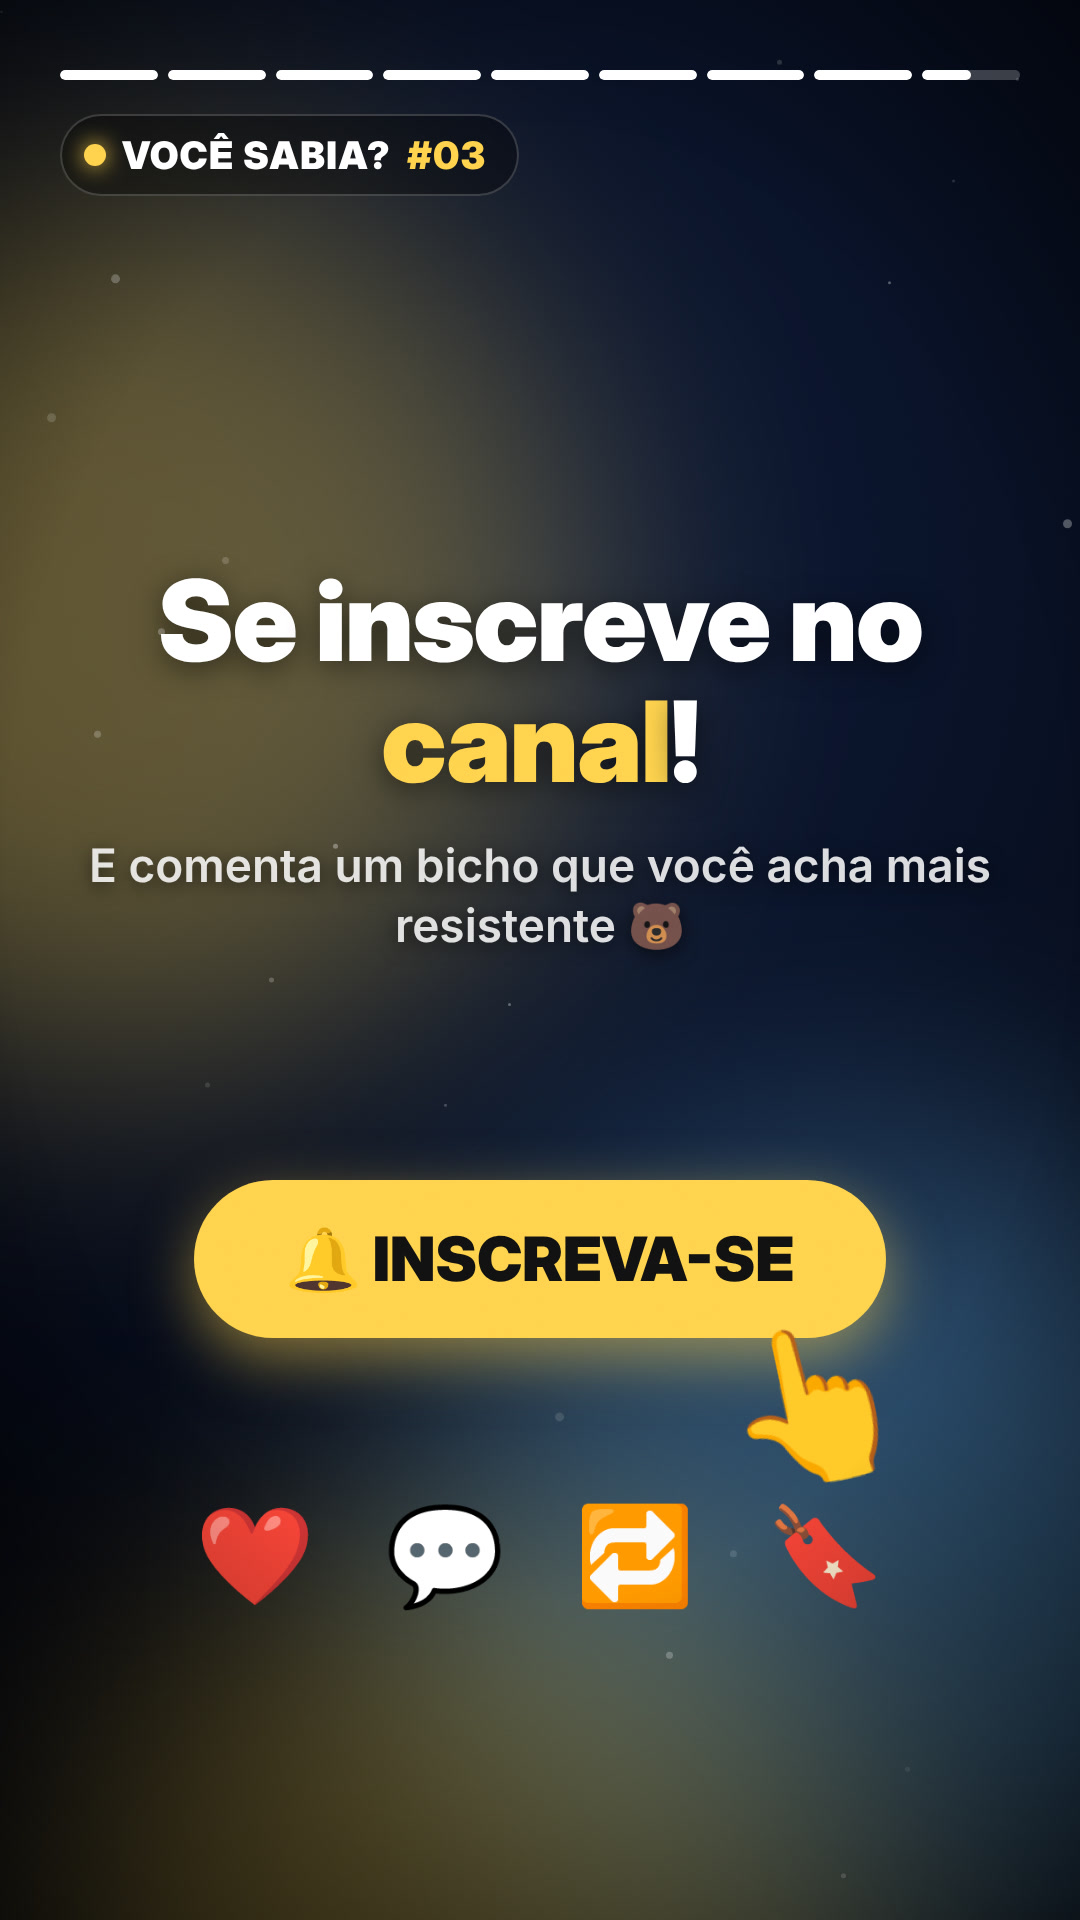 VOCÊ SABIA? #03
Se inscreve no
canal!
E comenta um bicho que você acha mais
resistente 🐻
🔔 INSCREVA-SE